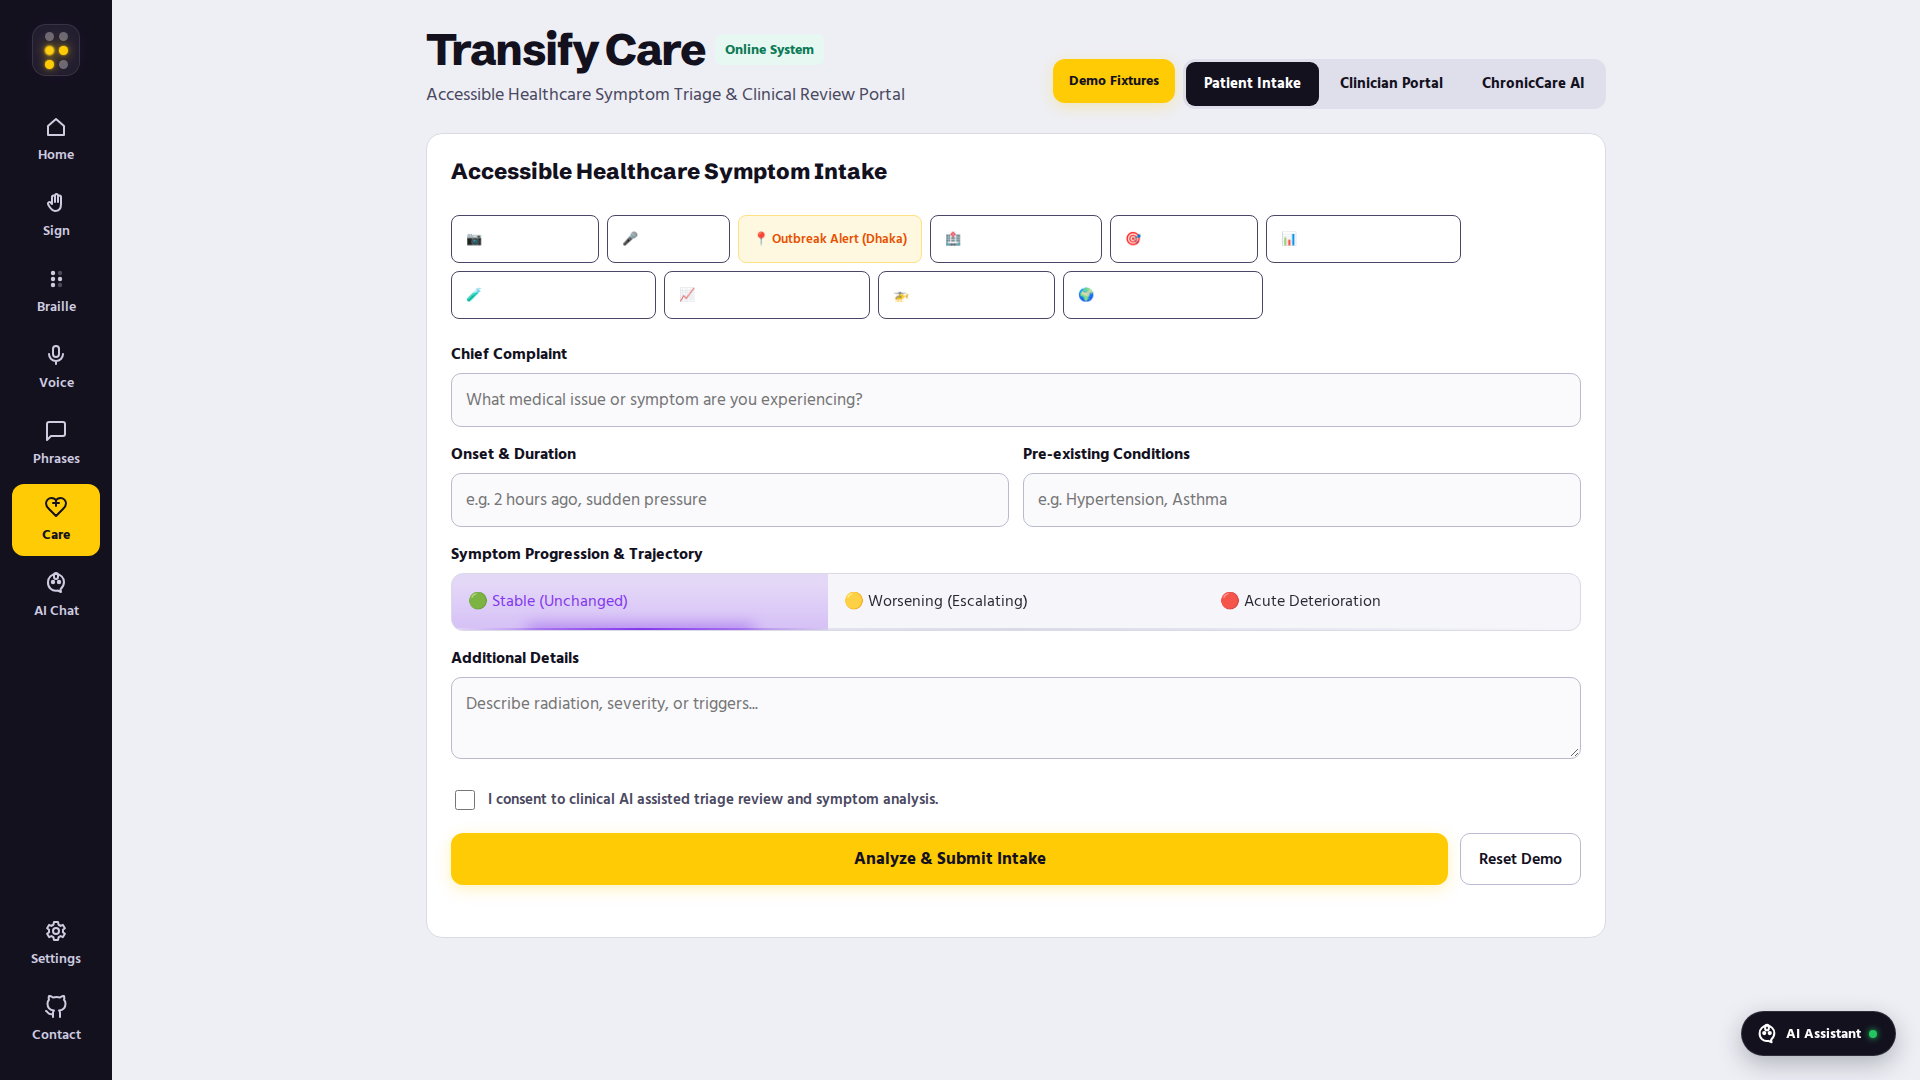 Home
Sign
Braille
Voice
Phrases
Care
AI Chat
Settings
Contact
Transify Care
Online System
Accessible Healthcare Symptom Triage & Clinical Review Portal
Demo Fixtures
Patient Intake
Clinician Portal
ChronicCare AI
Accessible Healthcare Symptom Intake
Outbreak Alert (Dhaka)
Chief Complaint
What medical issue or symptom are you experiencing?
Onset & Duration
Pre-existing Conditions
e.g. 2 hours ago, sudden pressure
e.g. Hypertension, Asthma
Symptom Progression & Trajectory
Stable (Unchanged)
Worsening (Escalating)
Acute Deterioration
Additional Details
Describe radiation, severity, or triggers...
I consent to clinical AI assisted triage review and symptom analysis.
Analyze & Submit Intake
Reset Demo
AI Assistant